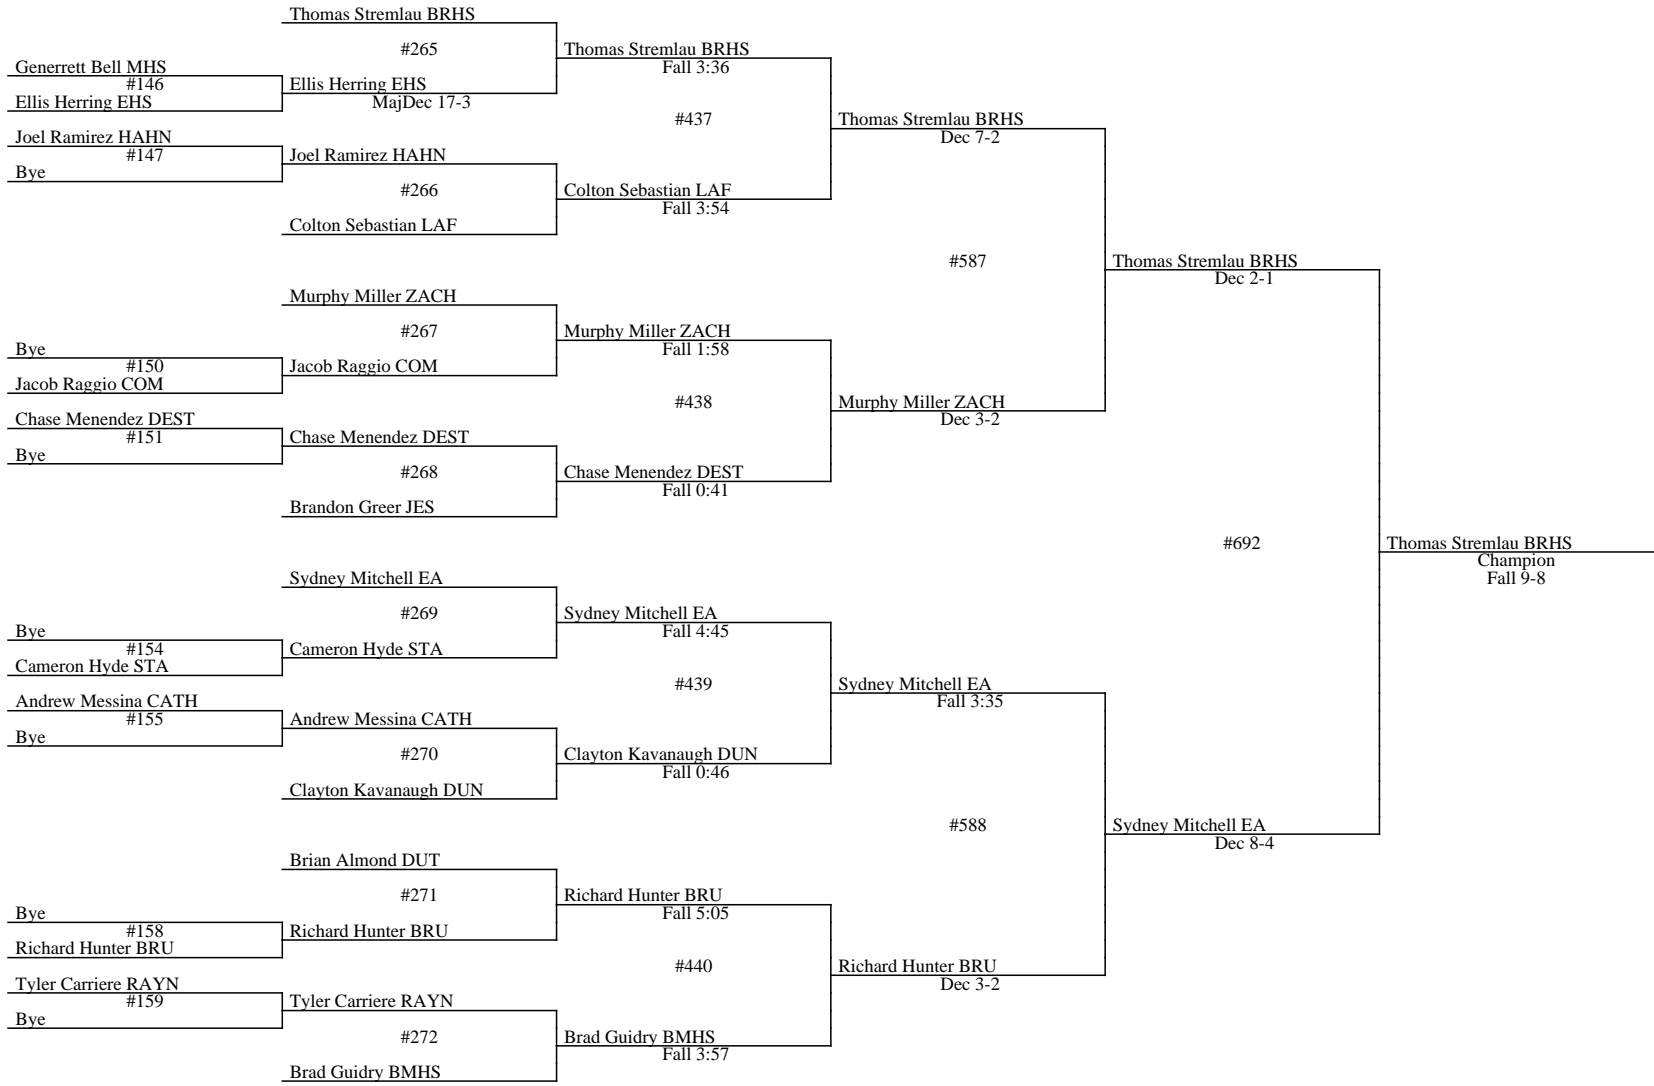 Thomas Stremlau BRHS
#265
Thomas Stremlau BRHS
Fall 3:36
Generrett Bell MHS
#146
Ellis Herring EHS
Ellis Herring EHS
MajDec 17-3
#437
Thomas Stremlau BRHS
Dec 7-2
Joel Ramirez HAHN
#147
Bye
Joel Ramirez HAHN
#266
Colton Sebastian LAF
Fall 3:54
Colton Sebastian LAF
#587
Thomas Stremlau BRHS
Dec 2-1
Murphy Miller ZACH
#267
Murphy Miller ZACH
Fall 1:58
Bye
#150
Jacob Raggio COM
Jacob Raggio COM
#438
Murphy Miller ZACH
Dec 3-2
Chase Menendez DEST
#151
Bye
Chase Menendez DEST
#268
Chase Menendez DEST
Fall 0:41
Brandon Greer JES
#692
Thomas Stremlau BRHS
Champion
Fall 9-8
Sydney Mitchell EA
#269
Sydney Mitchell EA
Fall 4:45
Bye
#154
Cameron Hyde STA
Cameron Hyde STA
#439
Sydney Mitchell EA
Fall 3:35
Andrew Messina CATH
#155
Bye
Andrew Messina CATH
#270
Clayton Kavanaugh DUN
Fall 0:46
Clayton Kavanaugh DUN
#588
Sydney Mitchell EA
Dec 8-4
Brian Almond DUT
#271
Richard Hunter BRU
Fall 5:05
Bye
#158
Richard Hunter BRU
Richard Hunter BRU
#440
Richard Hunter BRU
Dec 3-2
Tyler Carriere RAYN
#159
Bye
Tyler Carriere RAYN
#272
Brad Guidry BMHS
Fall 3:57
Brad Guidry BMHS